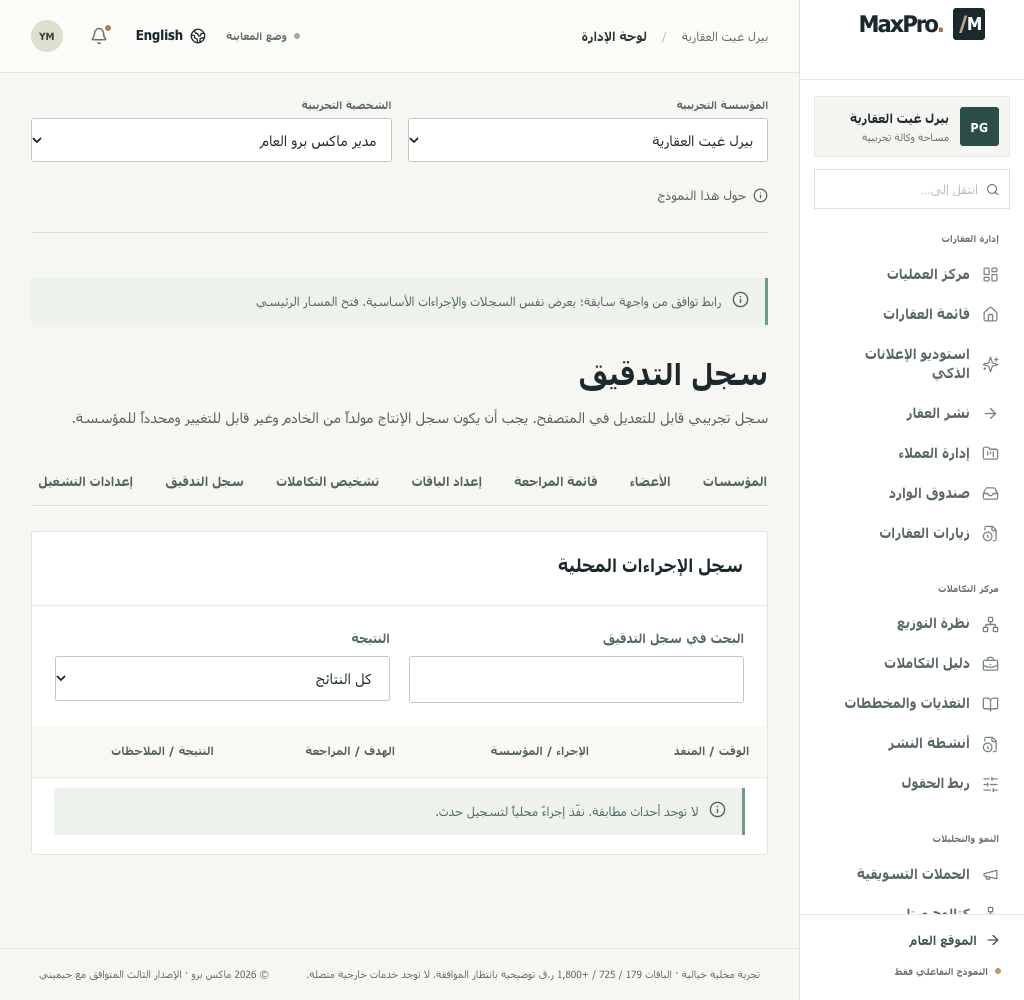 MaxPro.
/M
PG
بيرل غيت العقارية
مساحة وكالة تجريبية
انتقل إلى...
إدارة العقارات
مركز العمليات
قائمة العقارات
استوديو الإعلانات
الذكي
نشر العقار
إدارة العملاء
صندوق الوارد
زيارات العقارات
مركز التكاملات
نظرة التوزيع
دليل التكاملات
التغذيات والمخططات
أنشطة النشر
ربط الحقول
النمو والتحليلات
الحملات التسويقية
الموقع العام
النموذج التفاعلي فقط
بيرل غيت العقارية / لوحة الإدارة
وضع المعاينة
English
YM
المؤسسة التجريبية
بيرل غيت العقارية
الشخصية التجريبية
مدير ماكس برو العام
حول هذا النموذج
رابط توافق من واجهة سابقة؛ يعرض نفس السجلات والإجراءات الأساسية. فتح المسار الرئيسي
سجل التدقيق
سجل تجريبي قابل للتعديل في المتصفح. يجب أن يكون سجل الإنتاج مولداً من الخادم وغير قابل للتغيير ومحدداً للمؤسسة.
المؤسسات
الأعضاء
قائمة المراجعة
إعداد الباقات
تشخيص التكاملات
سجل التدقيق
إعدادات التشغيل
سجل الإجراءات المحلية
البحث في سجل التدقيق
النتيجة
كل النتائج
الوقت / المنفذ
الإجراء / المؤسسة
الهدف / المراجعة
النتيجة / الملاحظات
لا توجد أحداث مطابقة. نفّذ إجراءً محلياً لتسجيل حدث.
تجربة محلية خيالية · الباقات 179 / 725 / +1,800 ر.ق توضيحية بانتظار الموافقة. لا توجد خدمات خارجية متصلة.
© 2026 ماكس برو · الإصدار الثالث المتوافق مع جيميني